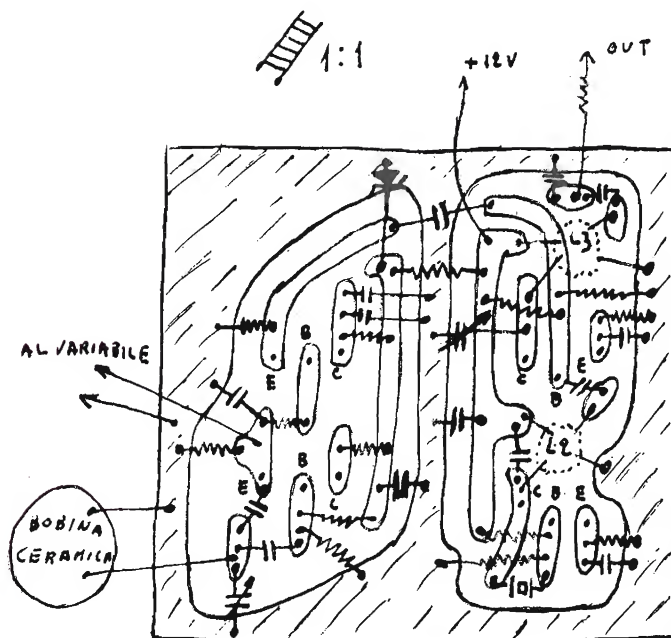 1:1
+12V
OUT
L3
B
E
C
C
E
B
AL VARIABILE
B
L2
E
C
C B E
BOBINA
CERAMICA